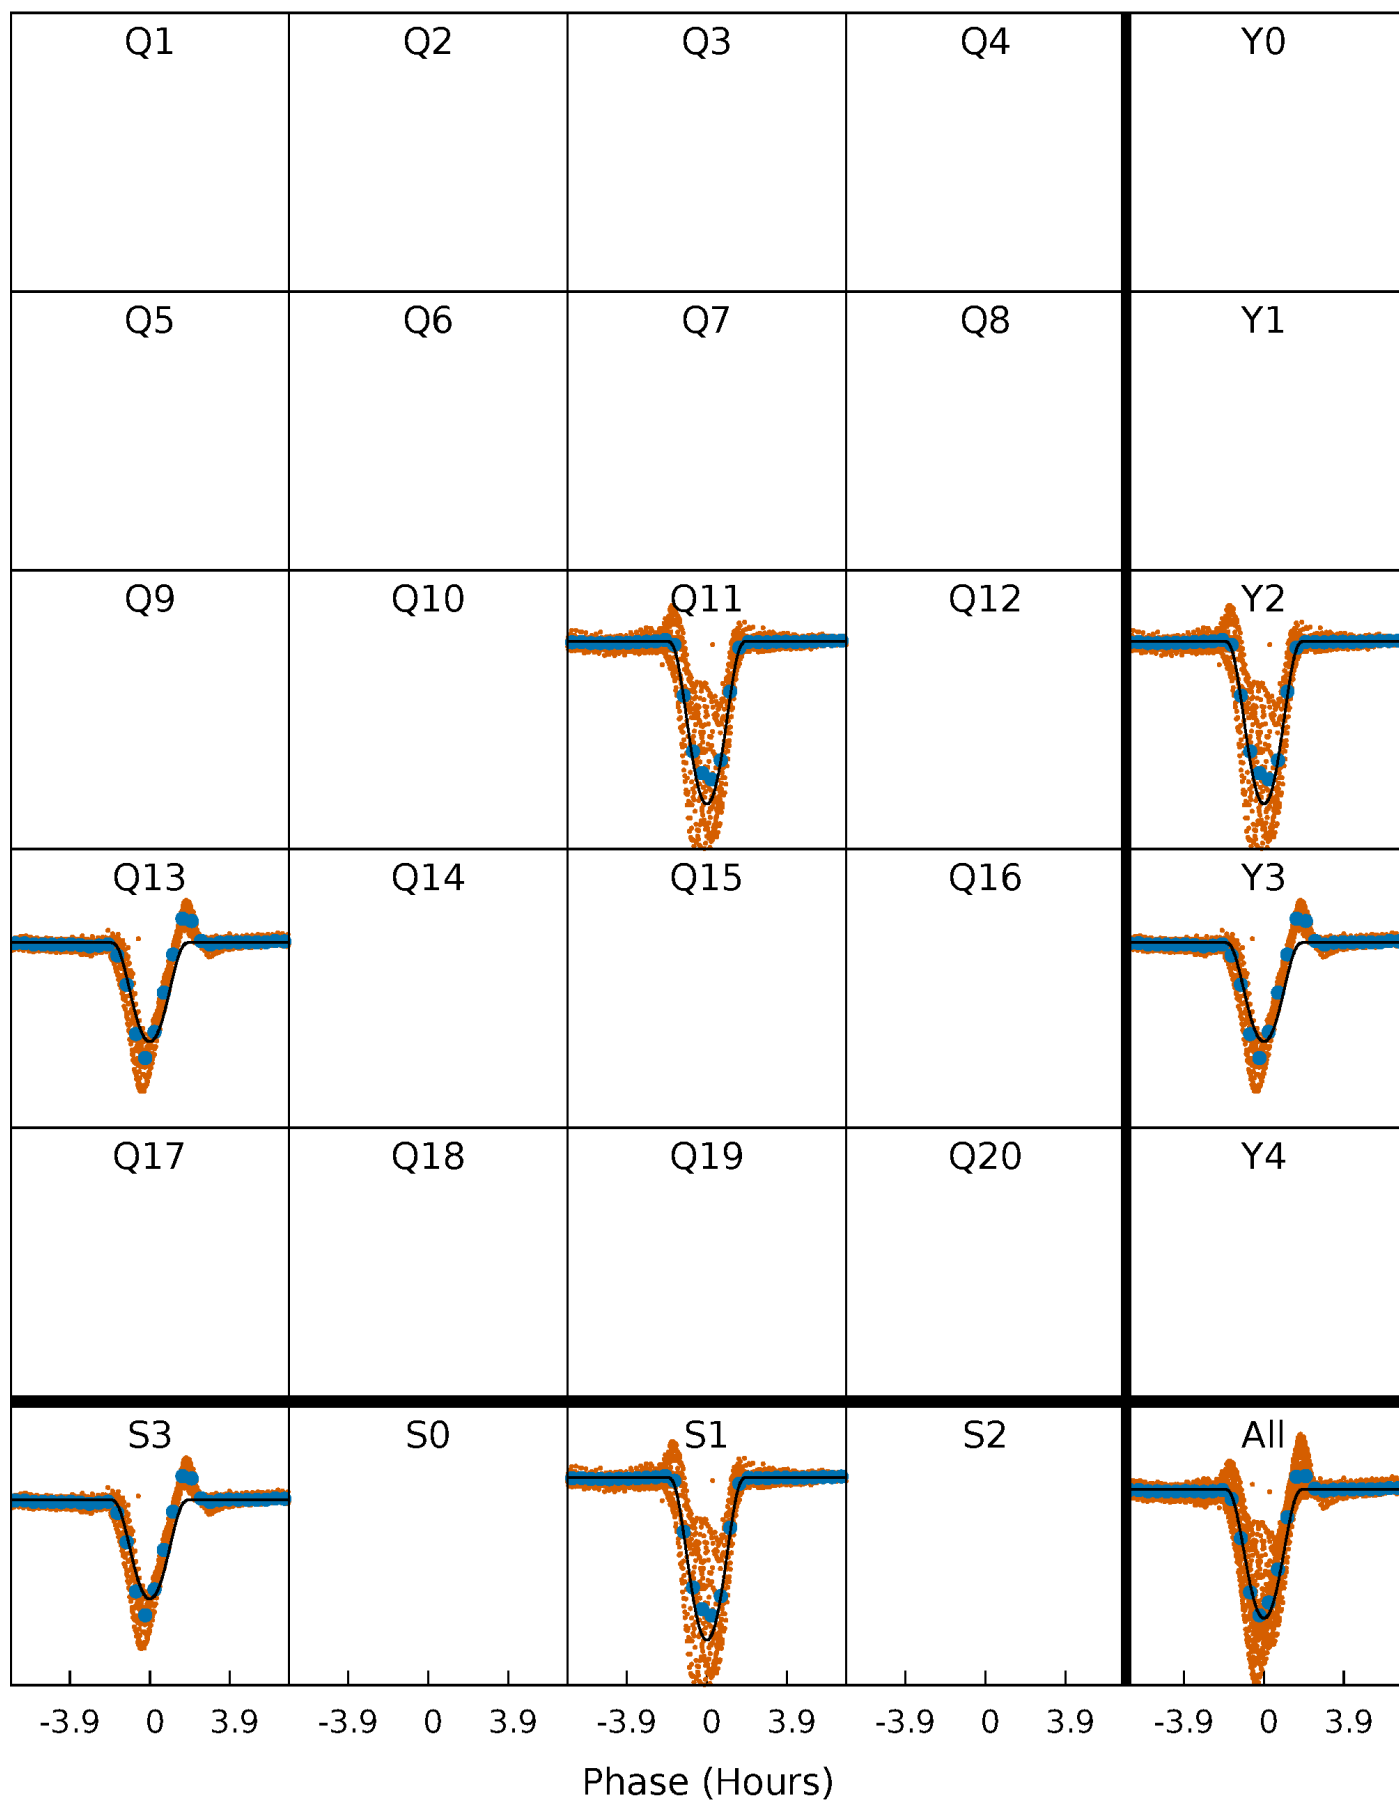 Q1 Q2 Q3 Q4 Y0
Q5 Q6 Q7 Q8 Y1
Q9 Q10 Q11 Q12 Y2
Q13 Q14 Q15 Q16 Y3
Q17 Q18 Q19 Q20 Y4
S3 S0 S1 S2 All
-3.9 0 3.9 -3.9 0 3.9 -3.9 0 3.9 -3.9 0 3.9 -3.9 0 3.9
Phase (Hours)